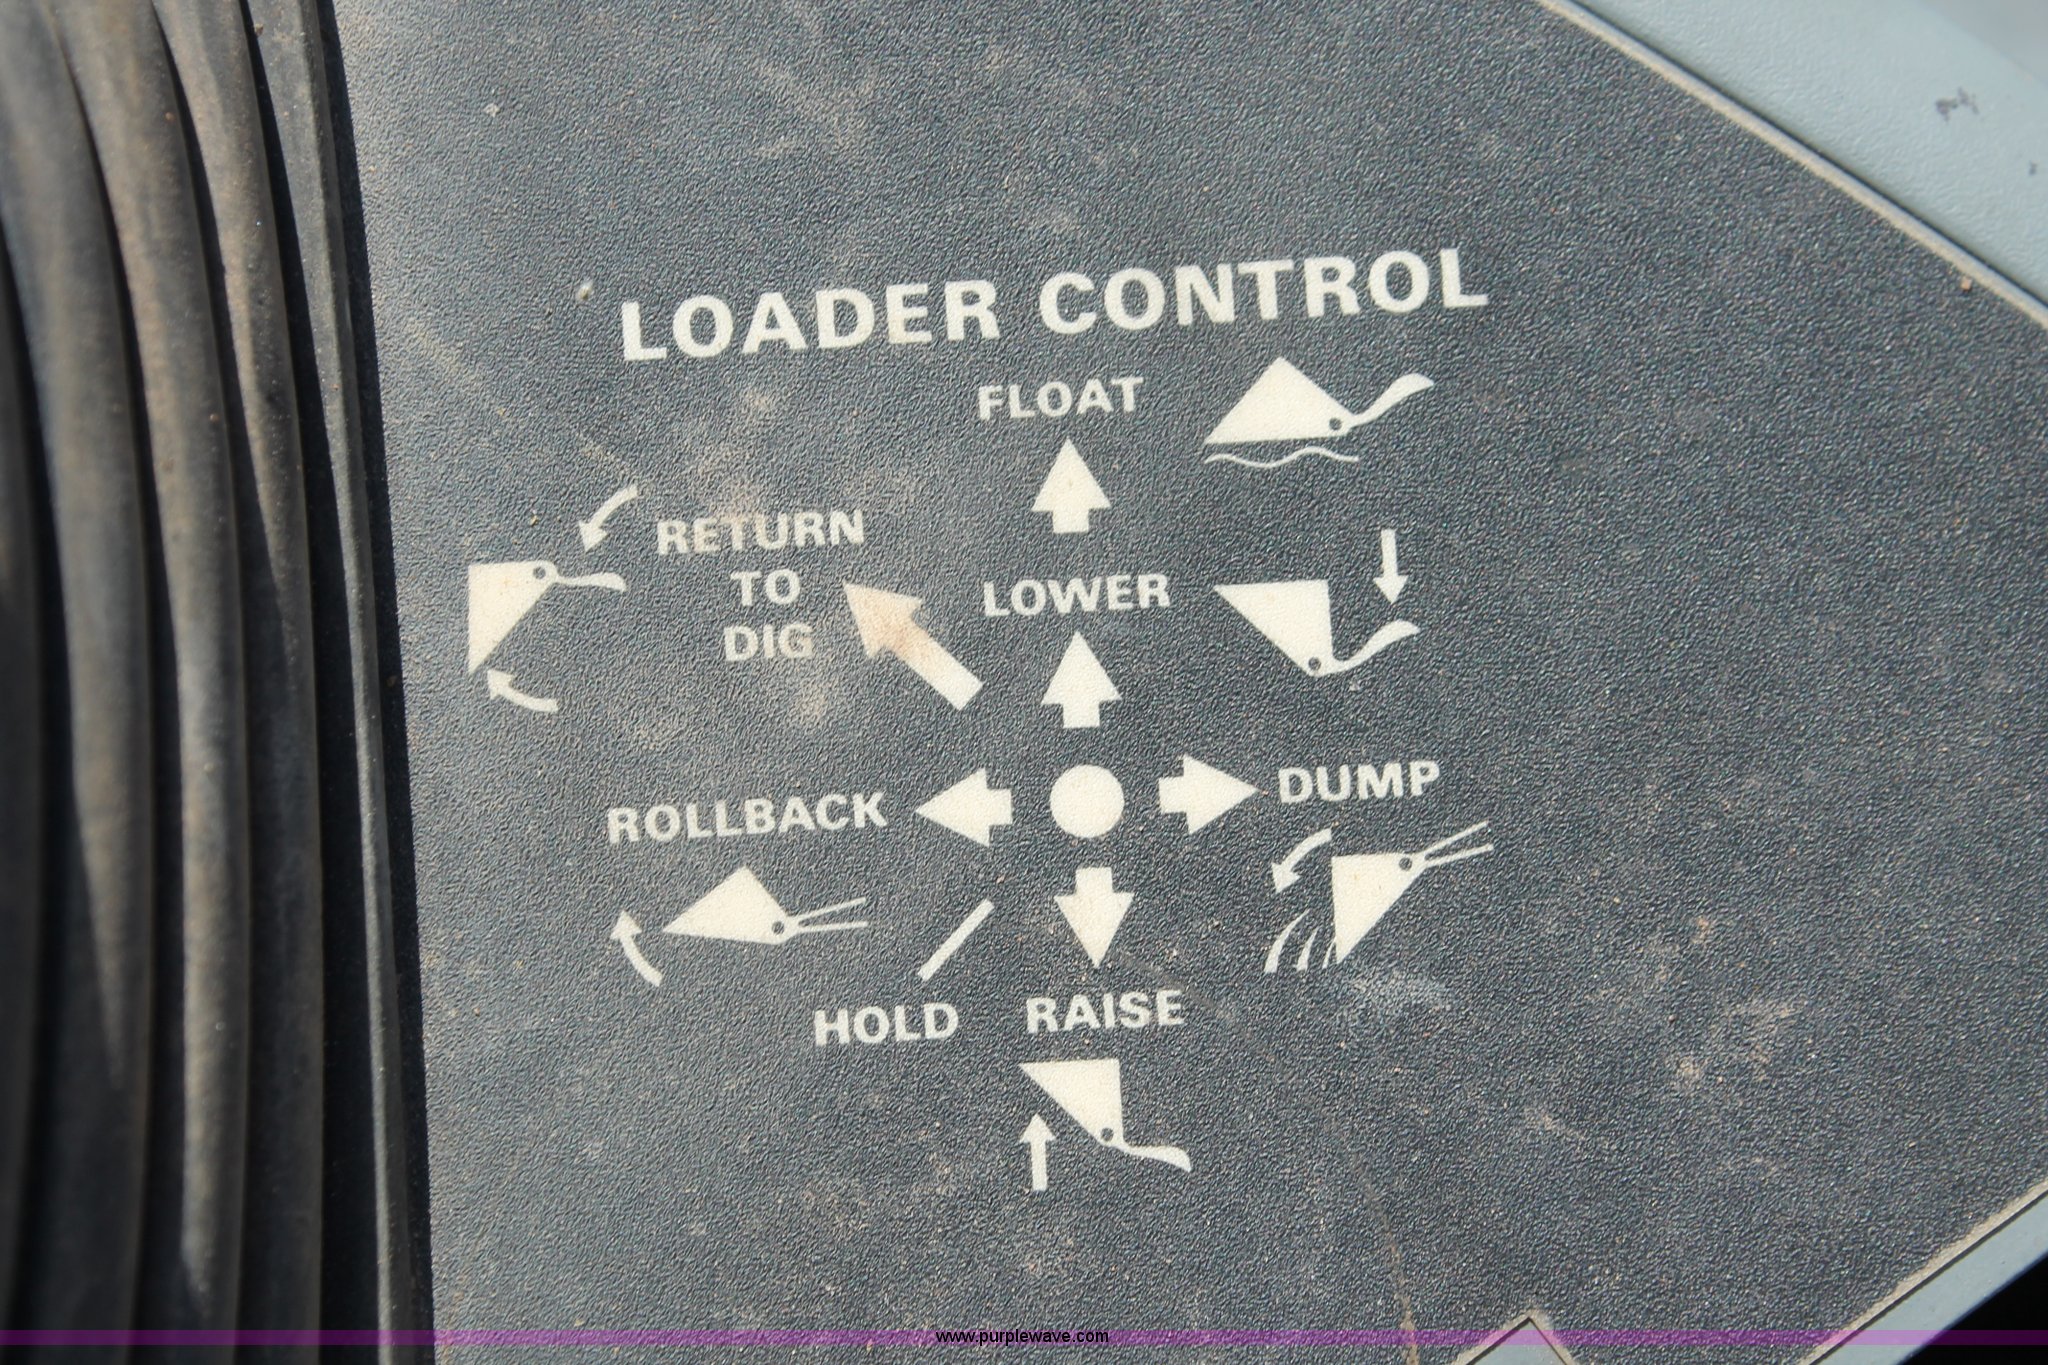 LOADER CONTROL
FLOAT
RETURN
TO
DIG
LOWER
ROLLBACK
DUMP
HOLD
RAISE
www.purplewave.com